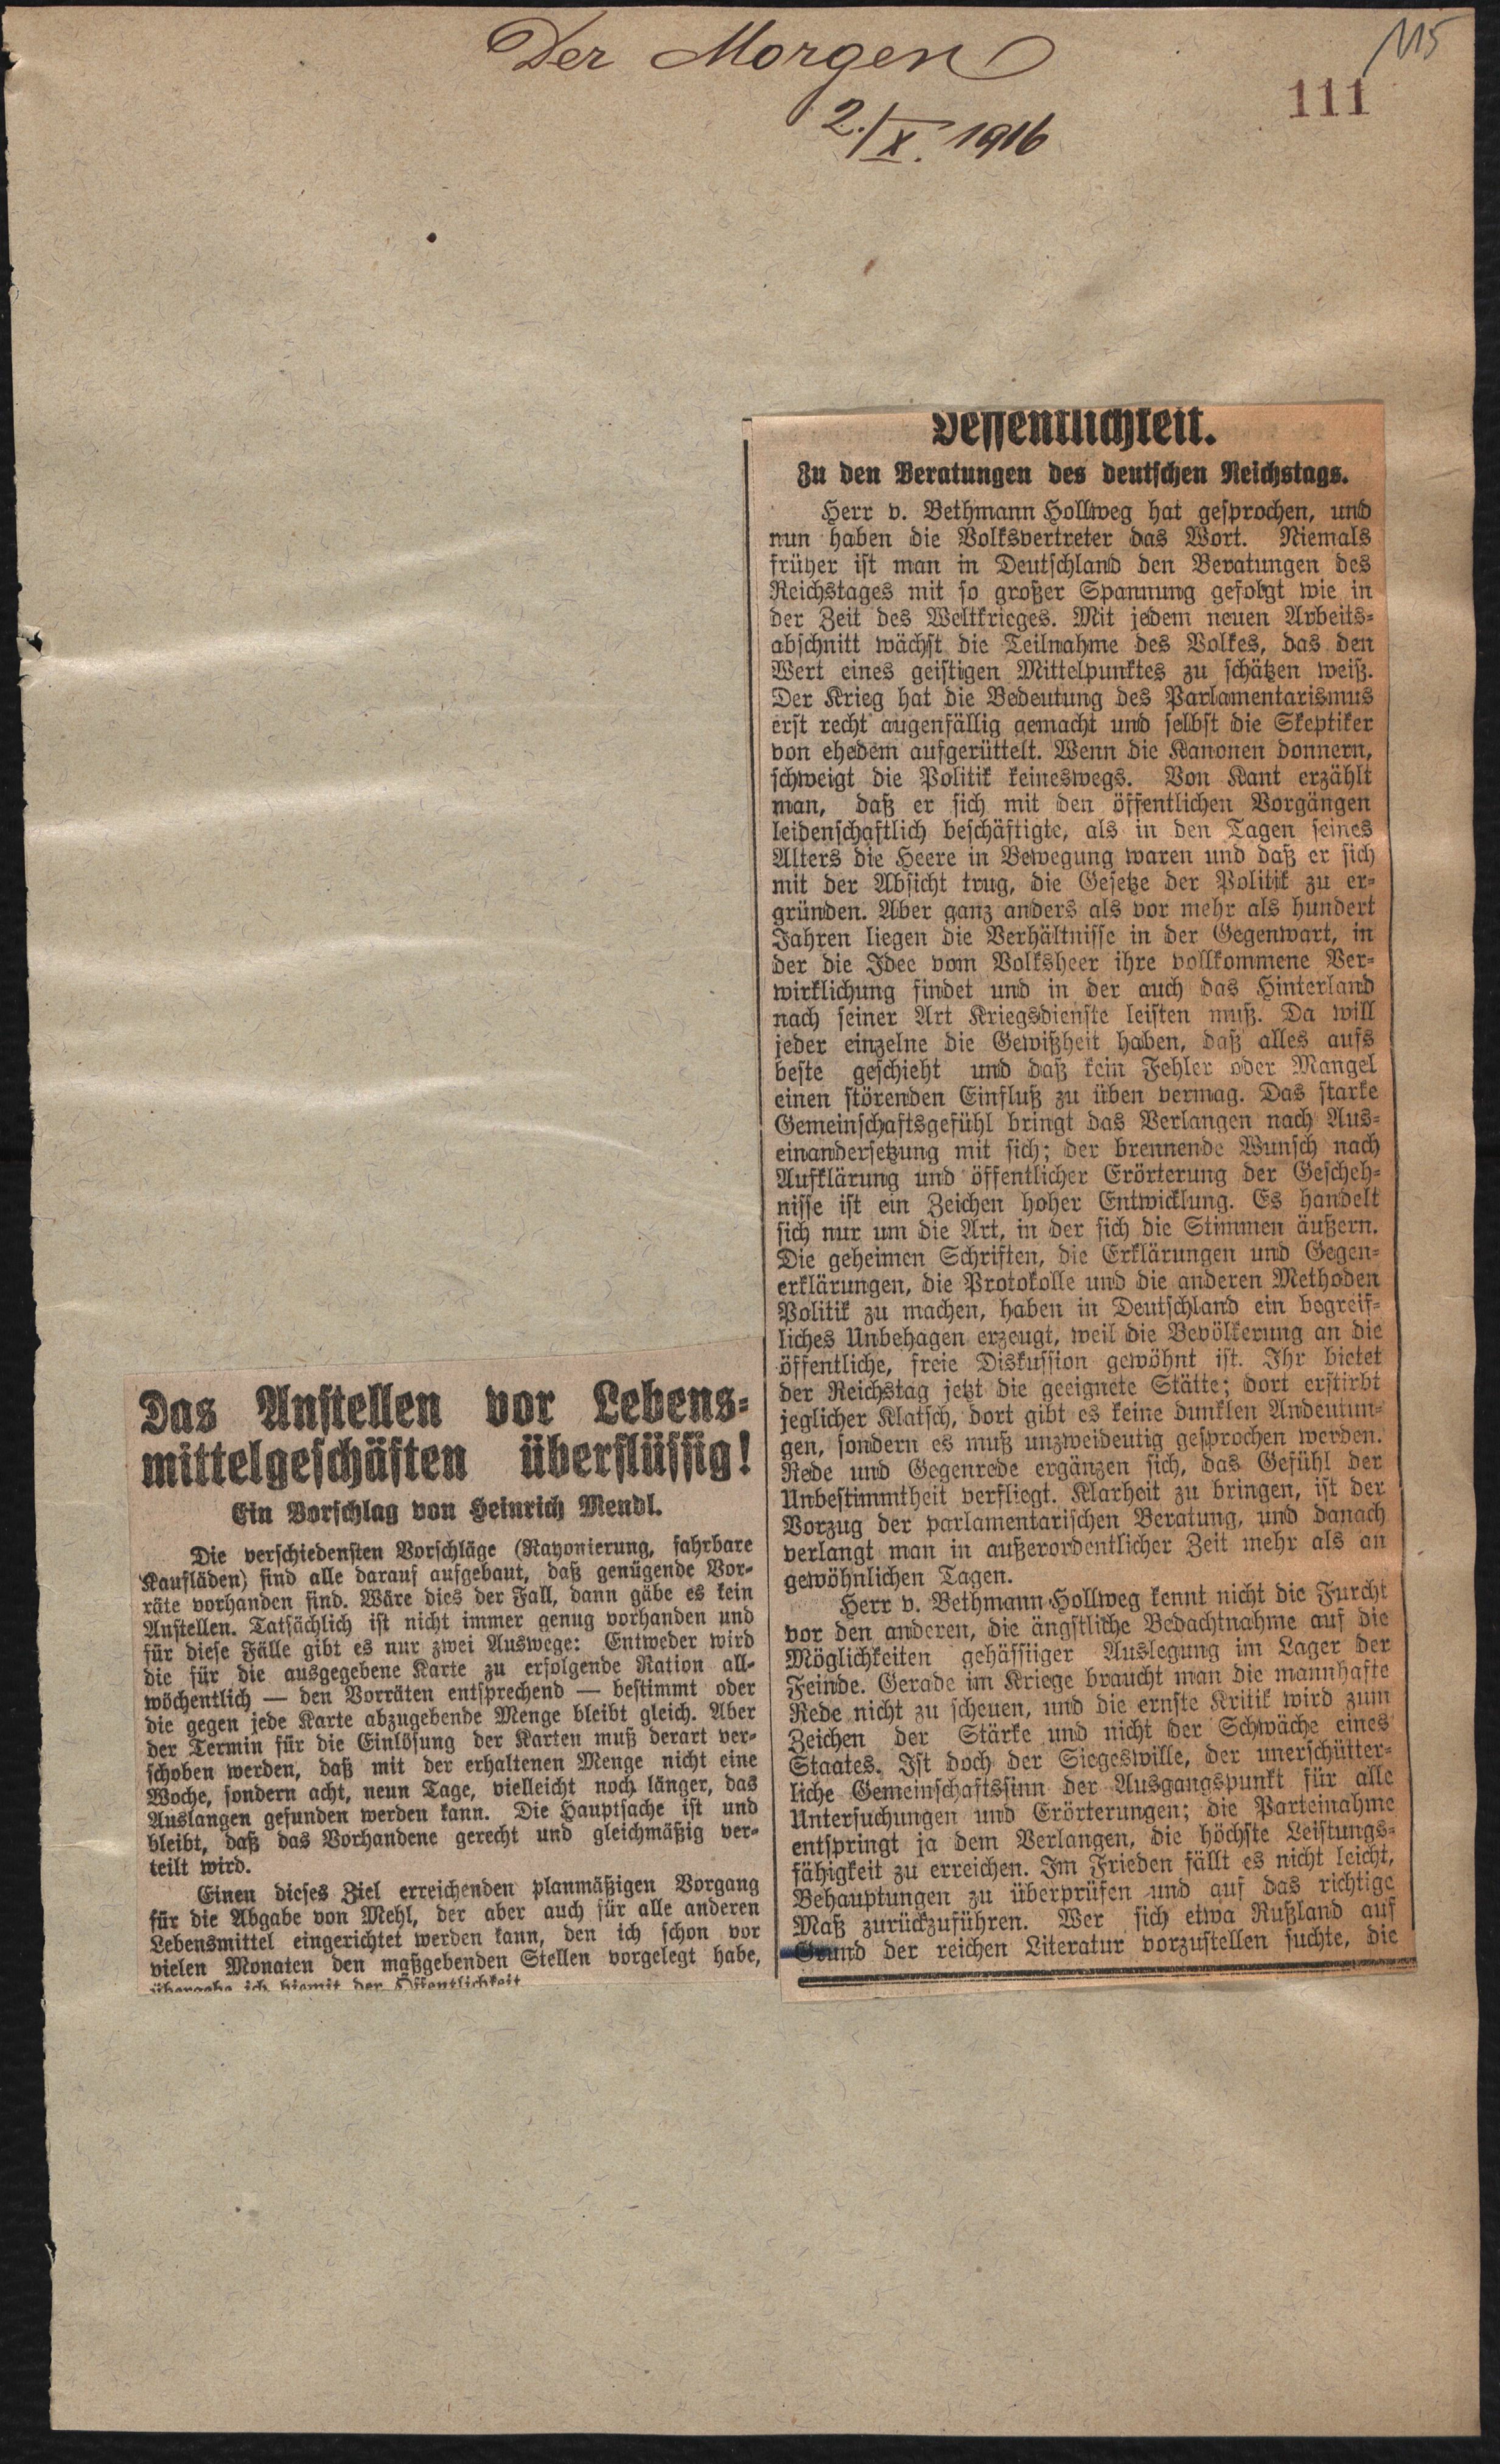 Der Morgen
2./X. 1916
115
111
Das Anstellen vor Lebens-
mittelgeschäften überflüssig!
Ein Vorschlag von Heinrich Mendl.
Die verschiedensten Vorschläge (Rayonierung, fahrbare
Kaufläden) sind alle darauf aufgebaut, daß genügende Vor-
räte vorhanden sind. Wäre dies der Fall, dann gäbe es kein
Anstellen. Tatsächlich ist nicht immer genug vorhanden und
für diese Fälle gibt es nur zwei Auswege: Entweder wird
die für die ausgegebene Karte zu erfolgende Ration all-
wöchentlich — den Vorräten entsprechend — bestimmt oder
die gegen jede Karte abzugebende Menge bleibt gleich. Aber
der Termin für die Einlösung der Karten muß derart ver-
schoben werden, daß mit der erhaltenen Menge nicht eine
Woche, sondern acht, neun Tage, vielleicht noch länger, das
Auslangen gefunden werden kann. Die Hauptsache ist und
bleibt, daß das Vorhandene gerecht und gleichmäßig ver-
teilt wird.
Einen dieses Ziel erreichenden planmäßigen Vorgang
für die Abgabe von Mehl, der aber auch für alle anderen
Lebensmittel eingerichtet werden kann, den ich schon vor
vielen Monaten den maßgebenden Stellen vorgelegt habe,
übergebe ich hiemit der Öffentlichkeit
Oeffentlichkeit.
Zu den Beratungen des deutschen Reichstags.
Herr v. Bethmann Hollweg hat gesprochen, und
nun haben die Volksvertreter das Wort. Niemals
früher ist man in Deutschland den Beratungen des
Reichstages mit so großer Spannung gefolgt wie in
der Zeit des Weltkrieges. Mit jedem neuen Arbeits-
abschnitt wächst die Teilnahme des Volkes, das den
Wert eines geistigen Mittelpunktes zu schätzen weiß.
Der Krieg hat die Bedeutung des Parlamentarismus
erst recht augenfällig gemacht und selbst die Skeptiker
von ehedem aufgerüttelt. Wenn die Kanonen donnern,
schweigt die Politik keineswegs. Von Kant erzählt
man, daß er sich mit den öffentlichen Vorgängen
leidenschaftlich beschäftigte, als in den Tagen seines
Alters die Heere in Bewegung waren und daß er sich
mit der Absicht trug, die Gesetze der Politik zu er-
gründen. Aber ganz anders als vor mehr als hundert
Jahren liegen die Verhältnisse in der Gegenwart, in
der die Idee vom Volksheer ihre vollkommene Ver-
wirklichung findet und in der auch das Hinterland
nach seiner Art Kriegsdienste leisten muß. Da will
jeder einzelne die Gewißheit haben, daß alles aufs
beste geschieht und daß kein Fehler oder Mangel
einen störenden Einfluß zu üben vermag. Das starke
Gemeinschaftsgefühl bringt das Verlangen nach Aus-
einandersetzung mit sich; der brennende Wunsch nach
Aufklärung und öffentlicher Erörterung der Gescheh-
nisse ist ein Zeichen hoher Entwicklung. Es handelt
sich nur um die Art, in der sich die Stimmen äußern.
Die geheimen Schriften, die Erklärungen und Gegen-
erklärungen, die Protokolle und die anderen Methoden
Politik zu machen, haben in Deutschland ein begreif-
liches Unbehagen erzeugt, weil die Bevölkerung an die
öffentliche, freie Diskussion gewöhnt ist. Ihr bietet
der Reichstag jetzt die geeignete Stätte; dort erstirbt
jeglicher Klatsch, dort gibt es keine dunklen Andeutun-
gen, sondern es muß unzweideutig gesprochen werden.
Rede und Gegenrede ergänzen sich, das Gefühl der
Unbestimmtheit verfliegt. Klarheit zu bringen, ist der
Vorzug der parlamentarischen Beratung, und danach
verlangt man in außerordentlicher Zeit mehr als an
gewöhnlichen Tagen.
Herr v. Bethmann Hollweg kennt nicht die Furcht
vor den anderen, die ängstliche Bedachtnahme auf die
Möglichkeiten gehässiger Auslegung im Lager der
Feinde. Gerade im Kriege braucht man die mannhafte
Rede nicht zu scheuen, und die ernste Kritik wird zum
Zeichen der Stärke und nicht der Schwäche eines
Staates. Ist doch der Siegeswille, der unerschütter-
liche Gemeinschaftssinn der Ausgangspunkt für alle
Untersuchungen und Erörterungen; die Parteinahme
entspringt ja dem Verlangen, die höchste Leistungs-
fähigkeit zu erreichen. Im Frieden fällt es nicht leicht,
Behauptungen zu überprüfen und auf das richtige
Maß zurückzuführen. Wer sich etwa Rußland auf
Grund der reichen Literatur vorzustellen suchte, die